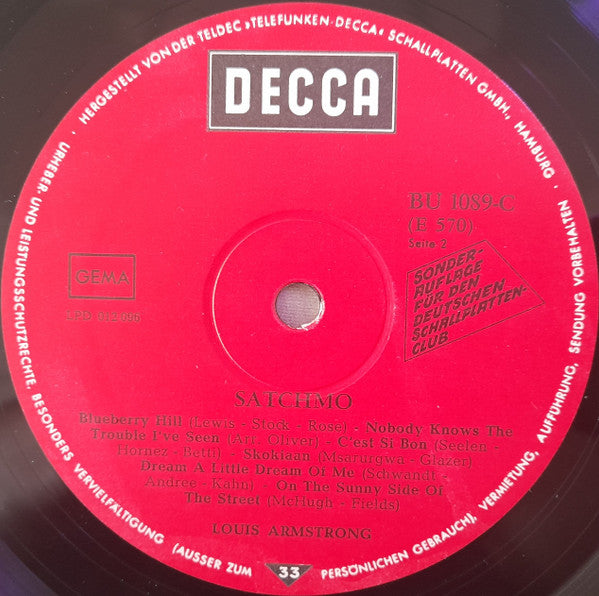 HERGESTELLT VON DER TELDEC »TELEFUNKEN-DECCA« SCHALLPLATTEN GMBH., HAMBURG ·
DECCA
BU 1089-C
(E 570)
Seite 2
GEMA
LPD 012096
SONDER-
AUFLAGE
FÜR DEN
DEUTSCHEN
SCHALLPLATTEN-
CLUB
SATCHMO
Blueberry Hill (Lewis - Stock - Rose) - Nobody Knows The
Trouble I've Seen (Arr. Oliver) - C'est Si Bon (Seelen -
Hornez - Betti) - Skokiaan (Msarurgwa - Glazer)
Dream A Little Dream Of Me (Schwandt -
Andree - Kahn) - On The Sunny Side Of
The Street (McHugh - Fields)
LOUIS ARMSTRONG
URHEBER- UND LEISTUNGSSCHUTZRECHTE, BESONDERS VERVIELFÄLTIGUNG (AUSSER ZUM PERSÖNLICHEN GEBRAUCH), VERMIETUNG, AUFFÜHRUNG, SENDUNG VORBEHALTEN ·
33